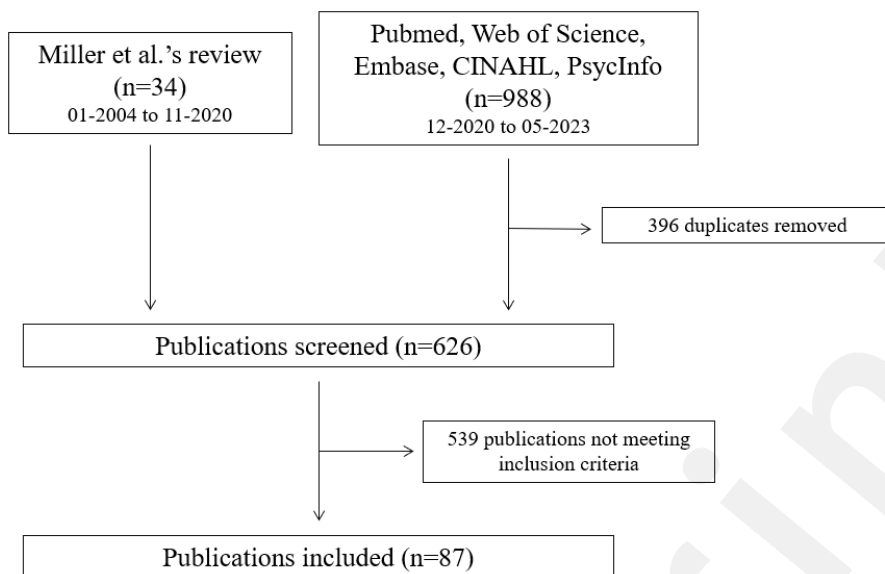 Miller et al.’s review
(n=34)
01-2004 to 11-2020
Pubmed, Web of Science,
Embase, CINAHL, PsycInfo
(n=988)
12-2020 to 05-2023
396 duplicates removed
Publications screened (n=626)
539 publications not meeting
inclusion criteria
Publications included (n=87)